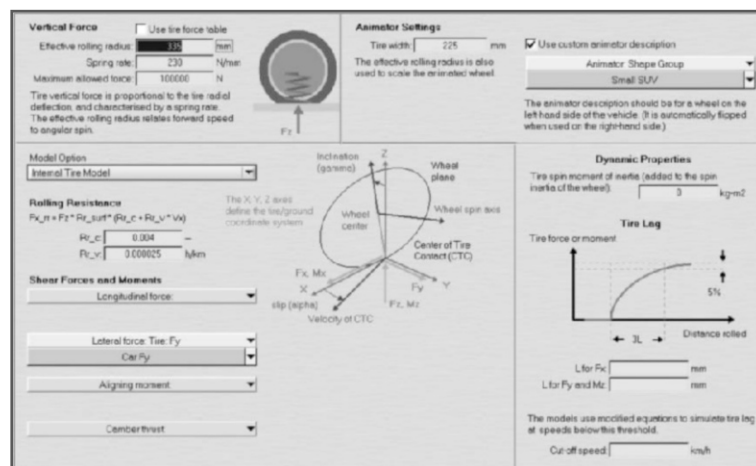 Vertical Force
Use tire force table
Effective rolling radius: 335 mm
Spring rate: 230 N/mm
Maximum allowed force: 100000 N
Tire vertical force is proportional to the tire radial
deflection, and characterised by a spring rate.
The effective rolling radius relates forward speed
to angular spin.
Fz
Animator Settings
Tire width: 225 mm
The effective rolling radius is also
used to scale the animated wheel.
Use custom animator description
Animator: Shape Group
Small SUV
The animator description should be for a wheel on the
left hand side of the vehicle. (It is automatically flipped
when used on the right-hand side.)
Model Option
Internal Tire Model
Rolling Resistance
Fx_rr = Fz * Rr_surf * (Rr_c + Rr_v * Vx)
Rr_c: 0.004 --
Rr_v: 0.000025 h/km
Shear Forces and Moments
Longitudinal force:
Lateral force: Tire: Fy
Car Fy
Aligning moment:
Camber thrust:
The X, Y, Z axes
define the tire/ground
coordinate system
Inclination
(gamma)
Z
Wheel
plane
Wheel
center
Wheel spin axis
Center of Tire
Contact (CTC)
Fx, Mx
X
Fy
Y
slip (alpha)
Fz, Mz
Velocity of CTC
Dynamic Properties
Tire spin moment of inertia (added to the spin
inertia of the wheel):
kg-m2
Tire Lag
Tire force or moment
5%
3L
Distance rolled
L for Fx: mm
L for Fy and Mz: mm
The models use modified equations to simulate tire lag
at speeds below this threshold.
Cut-off speed: km/h